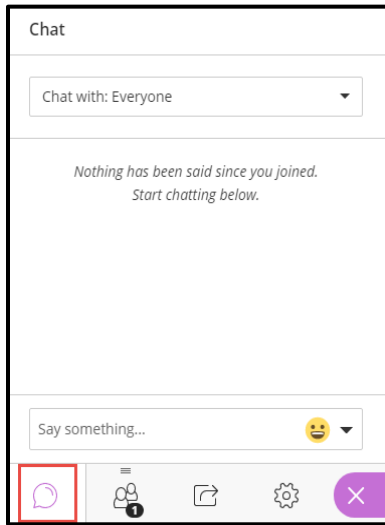 Chat
Chat with: Everyone
Nothing has been said since you joined.
Start chatting below.
Say something...
1